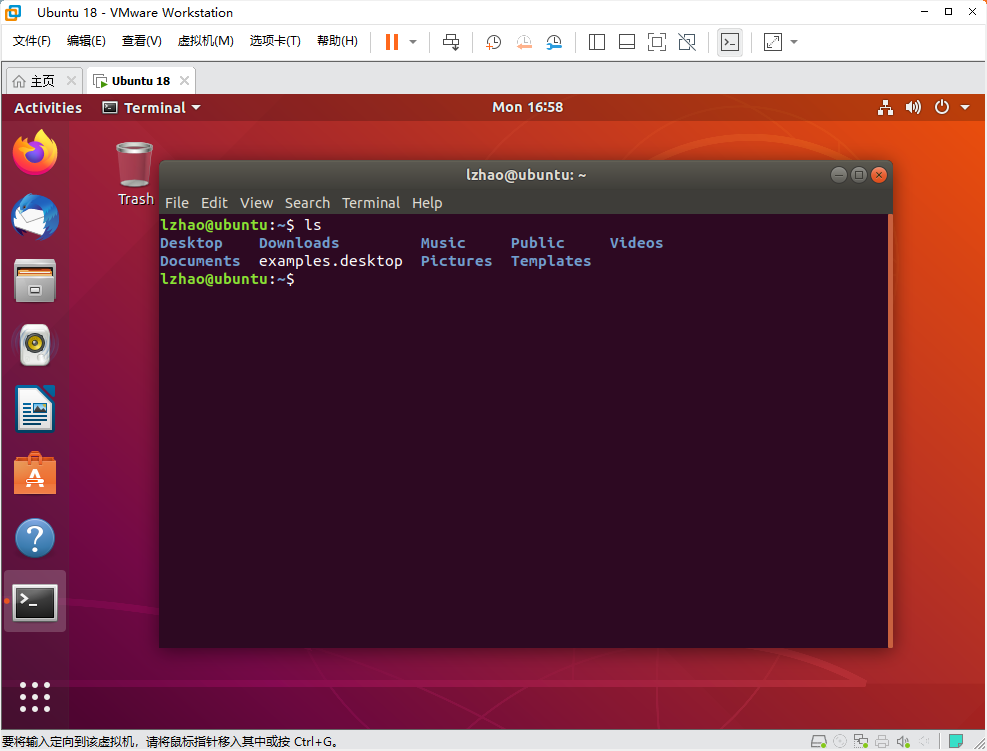 Ubuntu 18 - VMware Workstation
文件(F) 编辑(E) 查看(V) 虚拟机(M) 选项卡(T) 帮助(H)
主页 Ubuntu 18
Activities Terminal Mon 16:58
Trash
lzhao@ubuntu: ~
File Edit View Search Terminal Help
lzhao@ubuntu:~$ ls
Desktop Downloads Music Public Videos
Documents examples.desktop Pictures Templates
lzhao@ubuntu:~$
要将输入定向到该虚拟机，请将鼠标指针移入其中或按 Ctrl+G。